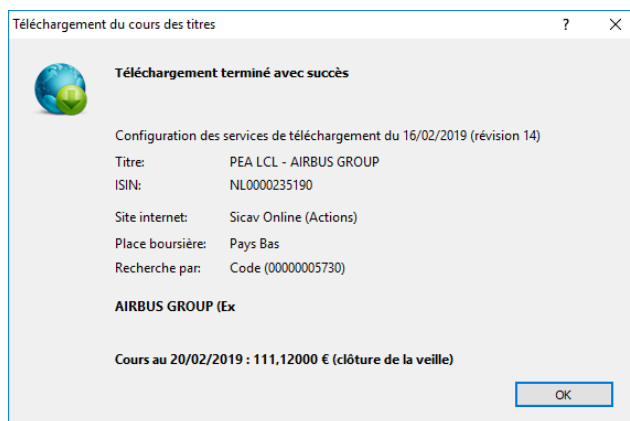 Téléchargement du cours des titres
Téléchargement terminé avec succès
Configuration des services de téléchargement du 16/02/2019 (révision 14)
Titre: PEA LCL - AIRBUS GROUP
ISIN: NL0000235190
Site internet: Sicav Online (Actions)
Place boursière: Pays Bas
Recherche par: Code (00000005730)
AIRBUS GROUP (Ex
Cours au 20/02/2019 : 111,12000 € (clôture de la veille)
OK